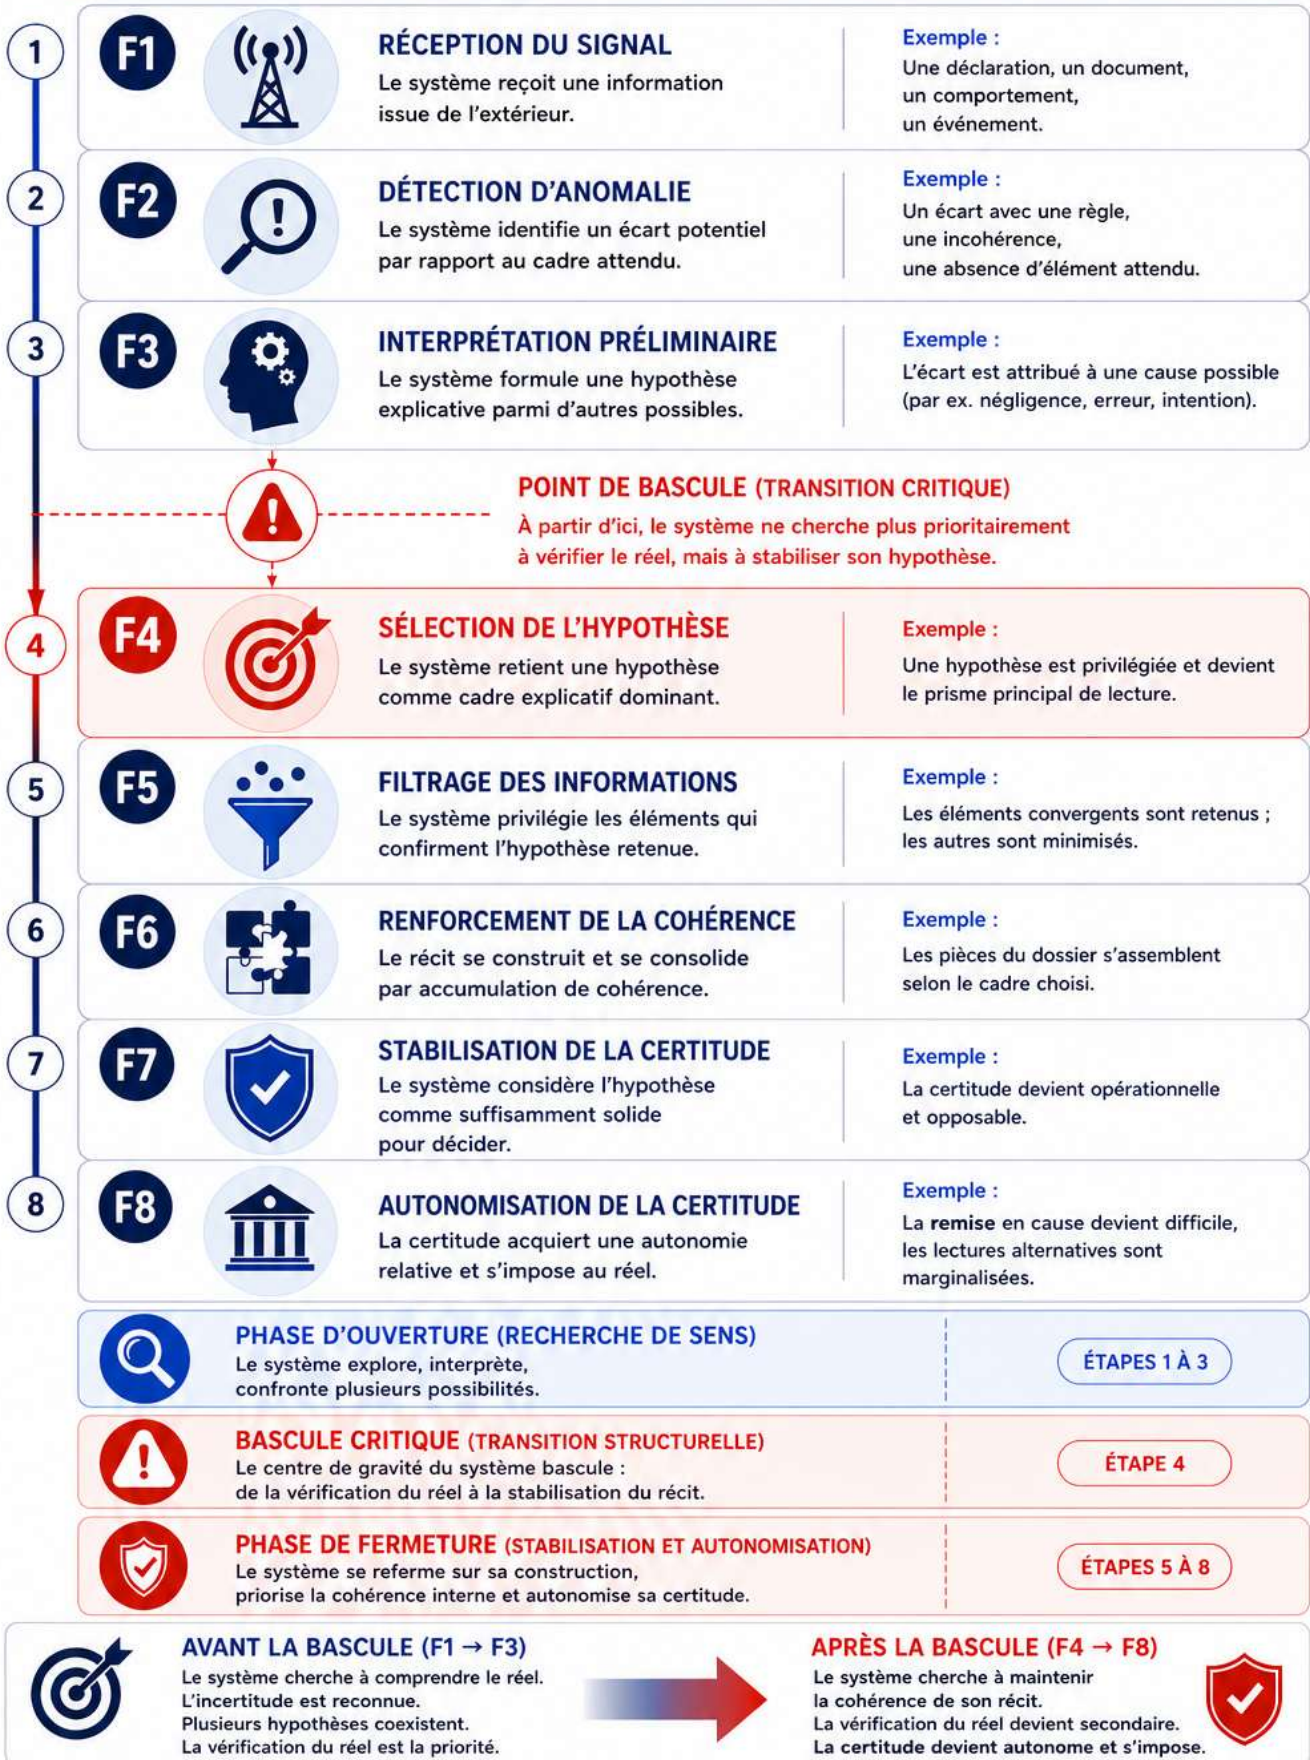 1
F1
RÉCEPTION DU SIGNAL
Le système reçoit une information
issue de l'extérieur.
Exemple :
Une déclaration, un document,
un comportement,
un événement.
2
F2
DÉTECTION D'ANOMALIE
Le système identifie un écart potentiel
par rapport au cadre attendu.
Exemple :
Un écart avec une règle,
une incohérence,
une absence d'élément attendu.
3
F3
INTERPRÉTATION PRÉLIMINAIRE
Le système formule une hypothèse
explicative parmi d'autres possibles.
Exemple :
L'écart est attribué à une cause possible
(par ex. négligence, erreur, intention).
POINT DE BASCULE (TRANSITION CRITIQUE)
À partir d'ici, le système ne cherche plus prioritairement
à vérifier le réel, mais à stabiliser son hypothèse.
4
F4
SÉLECTION DE L'HYPOTHÈSE
Le système retient une hypothèse
comme cadre explicatif dominant.
Exemple :
Une hypothèse est privilégiée et devient
le prisme principal de lecture.
5
F5
FILTRAGE DES INFORMATIONS
Le système privilégie les éléments qui
confirment l'hypothèse retenue.
Exemple :
Les éléments convergents sont retenus ;
les autres sont minimisés.
6
F6
RENFORCEMENT DE LA COHÉRENCE
Le récit se construit et se consolide
par accumulation de cohérence.
Exemple :
Les pièces du dossier s'assemblent
selon le cadre choisi.
7
F7
STABILISATION DE LA CERTITUDE
Le système considère l'hypothèse
comme suffisamment solide
pour décider.
Exemple :
La certitude devient opérationnelle
et opposable.
8
F8
AUTONOMISATION DE LA CERTITUDE
La certitude acquiert une autonomie
relative et s'impose au réel.
Exemple :
La remise en cause devient difficile,
les lectures alternatives sont
marginalisées.
PHASE D'OUVERTURE (RECHERCHE DE SENS)
Le système explore, interprète,
confronte plusieurs possibilités.
ÉTAPES 1 À 3
BASCULE CRITIQUE (TRANSITION STRUCTURELLE)
Le centre de gravité du système bascule :
de la vérification du réel à la stabilisation du récit.
ÉTAPE 4
PHASE DE FERMETURE (STABILISATION ET AUTONOMISATION)
Le système se referme sur sa construction,
priorise la cohérence interne et autonomise sa certitude.
ÉTAPES 5 À 8
AVANT LA BASCULE (F1 → F3)
Le système cherche à comprendre le réel.
L'incertitude est reconnue.
Plusieurs hypothèses coexistent.
La vérification du réel est la priorité.
APRÈS LA BASCULE (F4 → F8)
Le système cherche à maintenir
la cohérence de son récit.
La vérification du réel devient secondaire.
La certitude devient autonome et s'impose.